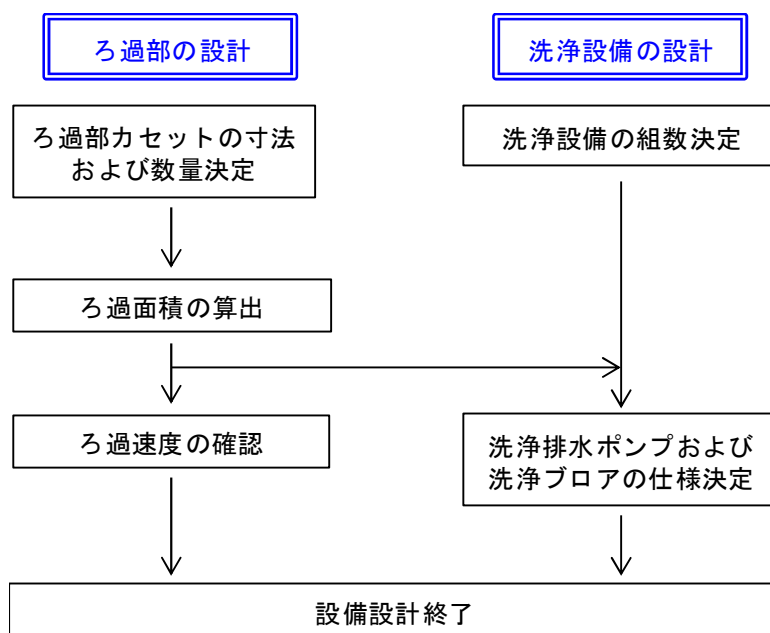 ろ過部の設計
洗浄設備の設計
ろ過部カセットの寸法
および数量決定
洗浄設備の組数決定
ろ過面積の算出
ろ過速度の確認
洗浄排水ポンプおよび
洗浄ブロアの仕様決定
設備設計終了